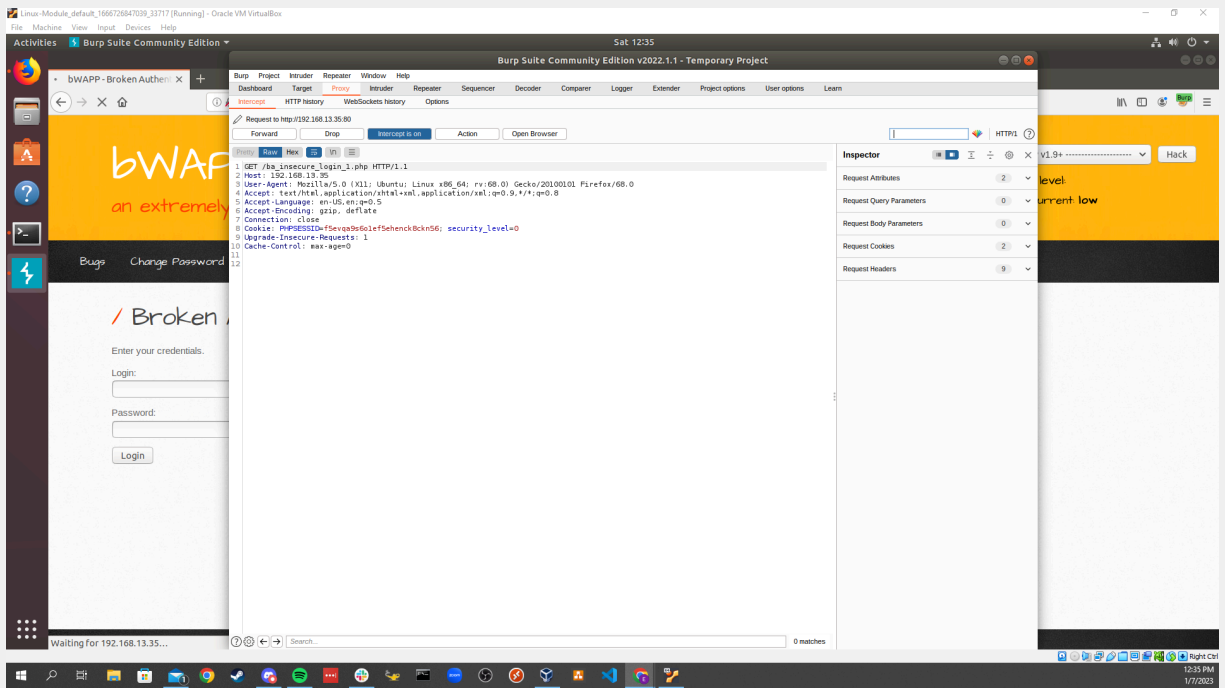 Linux-Module_default_1666726847039_33717 [Running] - Oracle VM VirtualBox
File Machine View Input Devices Help
Activities Burp Suite Community Edition Sat 12:35
Burp Suite Community Edition v2022.1.1 - Temporary Project
bWAPP - Broken Authent
Burp Project Intruder Repeater Window Help
Dashboard Target Proxy Intruder Repeater Sequencer Decoder Comparer Logger Extender Project options User options Learn
Intercept HTTP history WebSockets history Options
Burp
Request to http://192.168.13.35:80
Forward Drop Intercept is on Action Open Browser HTTP/1
Pretty Raw Hex \n
Inspector
v1.9+ -------------------- Hack
1 GET /ba_insecure_login_1.php HTTP/1.1
2 Host: 192.168.13.35
3 User-Agent: Mozilla/5.0 (X11; Ubuntu; Linux x86_64; rv:68.0) Gecko/20100101 Firefox/68.0
4 Accept: text/html,application/xhtml+xml,application/xml;q=0.9,*/*;q=0.8
5 Accept-Language: en-US,en;q=0.5
6 Accept-Encoding: gzip, deflate
7 Connection: close
8 Cookie: PHPSESSID=f5evqa9s6o1ef5ehenck8ckn56; security_level=0
9 Upgrade-Insecure-Requests: 1
10 Cache-Control: max-age=0
11
12
Request Attributes 2
Request Query Parameters 0
Request Body Parameters 0
Request Cookies 2
Request Headers 9
level:
urrent: low
bWAP
an extremely
Bugs Change Password
/ Broken
Enter your credentials.
Login:
Password:
Login
Waiting for 192.168.13.35...
Search...
0 matches
Right Ctrl
12:35 PM
1/7/2023